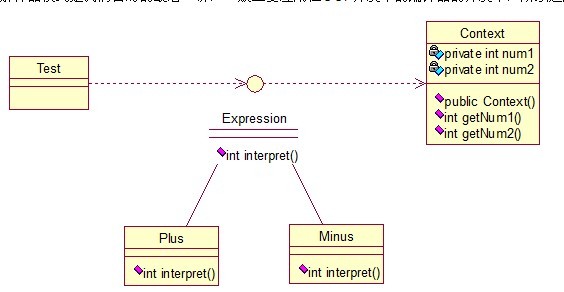 Context
private int num1
private int num2
public Context()
int getNum1()
int getNum2()
Test
Expression
int interpret()
Plus
int interpret()
Minus
int interpret()